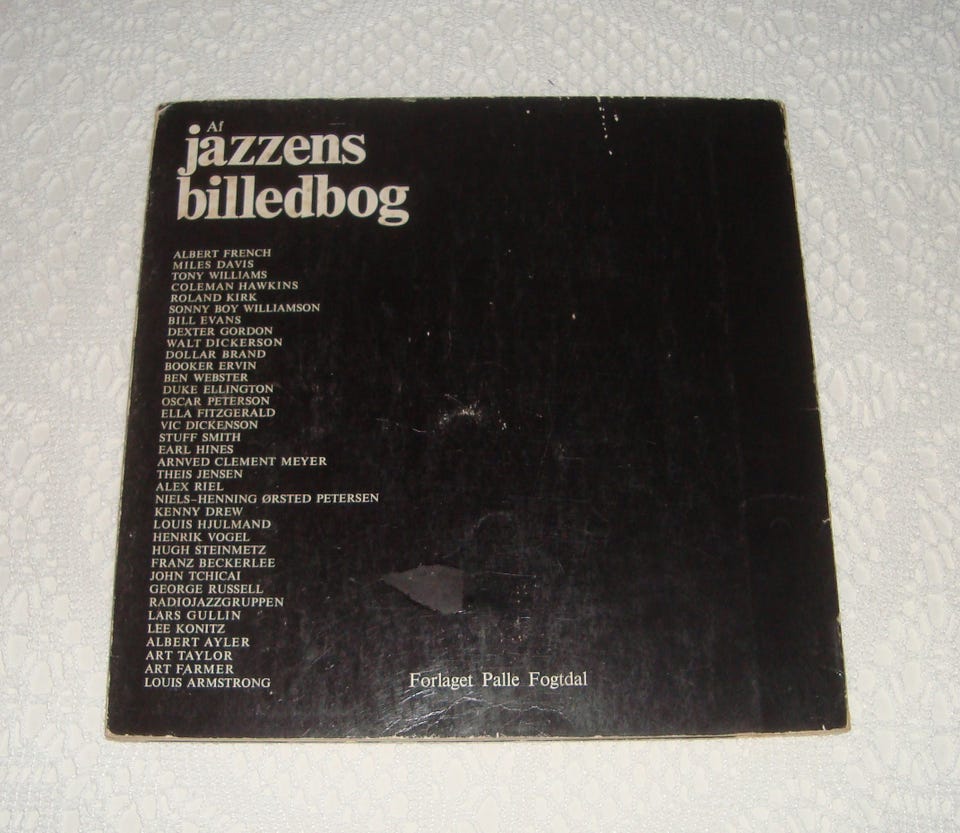 Af
jazzens
billedbog
ALBERT FRENCH
MILES DAVIS
TONY WILLIAMS
COLEMAN HAWKINS
ROLAND KIRK
SONNY BOY WILLIAMSON
BILL EVANS
DEXTER GORDON
WALT DICKERSON
DOLLAR BRAND
BOOKER ERVIN
BEN WEBSTER
DUKE ELLINGTON
OSCAR PETERSON
ELLA FITZGERALD
VIC DICKENSON
STUFF SMITH
EARL HINES
ARNVED CLEMENT MEYER
THEIS JENSEN
ALEX RIEL
NIELS-HENNING ØRSTED PETERSEN
KENNY DREW
LOUIS HJULMAND
HENRIK VOGEL
HUGH STEINMETZ
FRANZ BECKERLEE
JOHN TCHICAI
GEORGE RUSSELL
RADIOJAZZGRUPPEN
LARS GULLIN
LEE KONITZ
ALBERT AYLER
ART TAYLOR
ART FARMER
LOUIS ARMSTRONG
Forlaget Palle Fogtdal